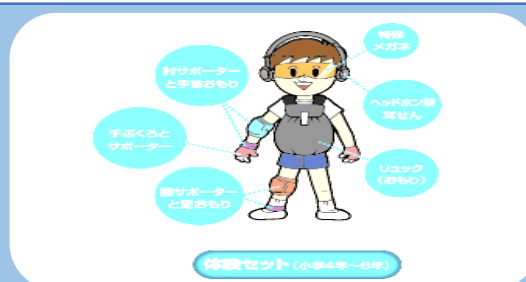 特殊
メガネ
肘サポーター
と手首おもり
ヘッドホン型
耳せん
手ぶくろと
サポーター
リュック
(おもり)
膝サポーター
と足おもり
体験セット(小学4年〜6年)